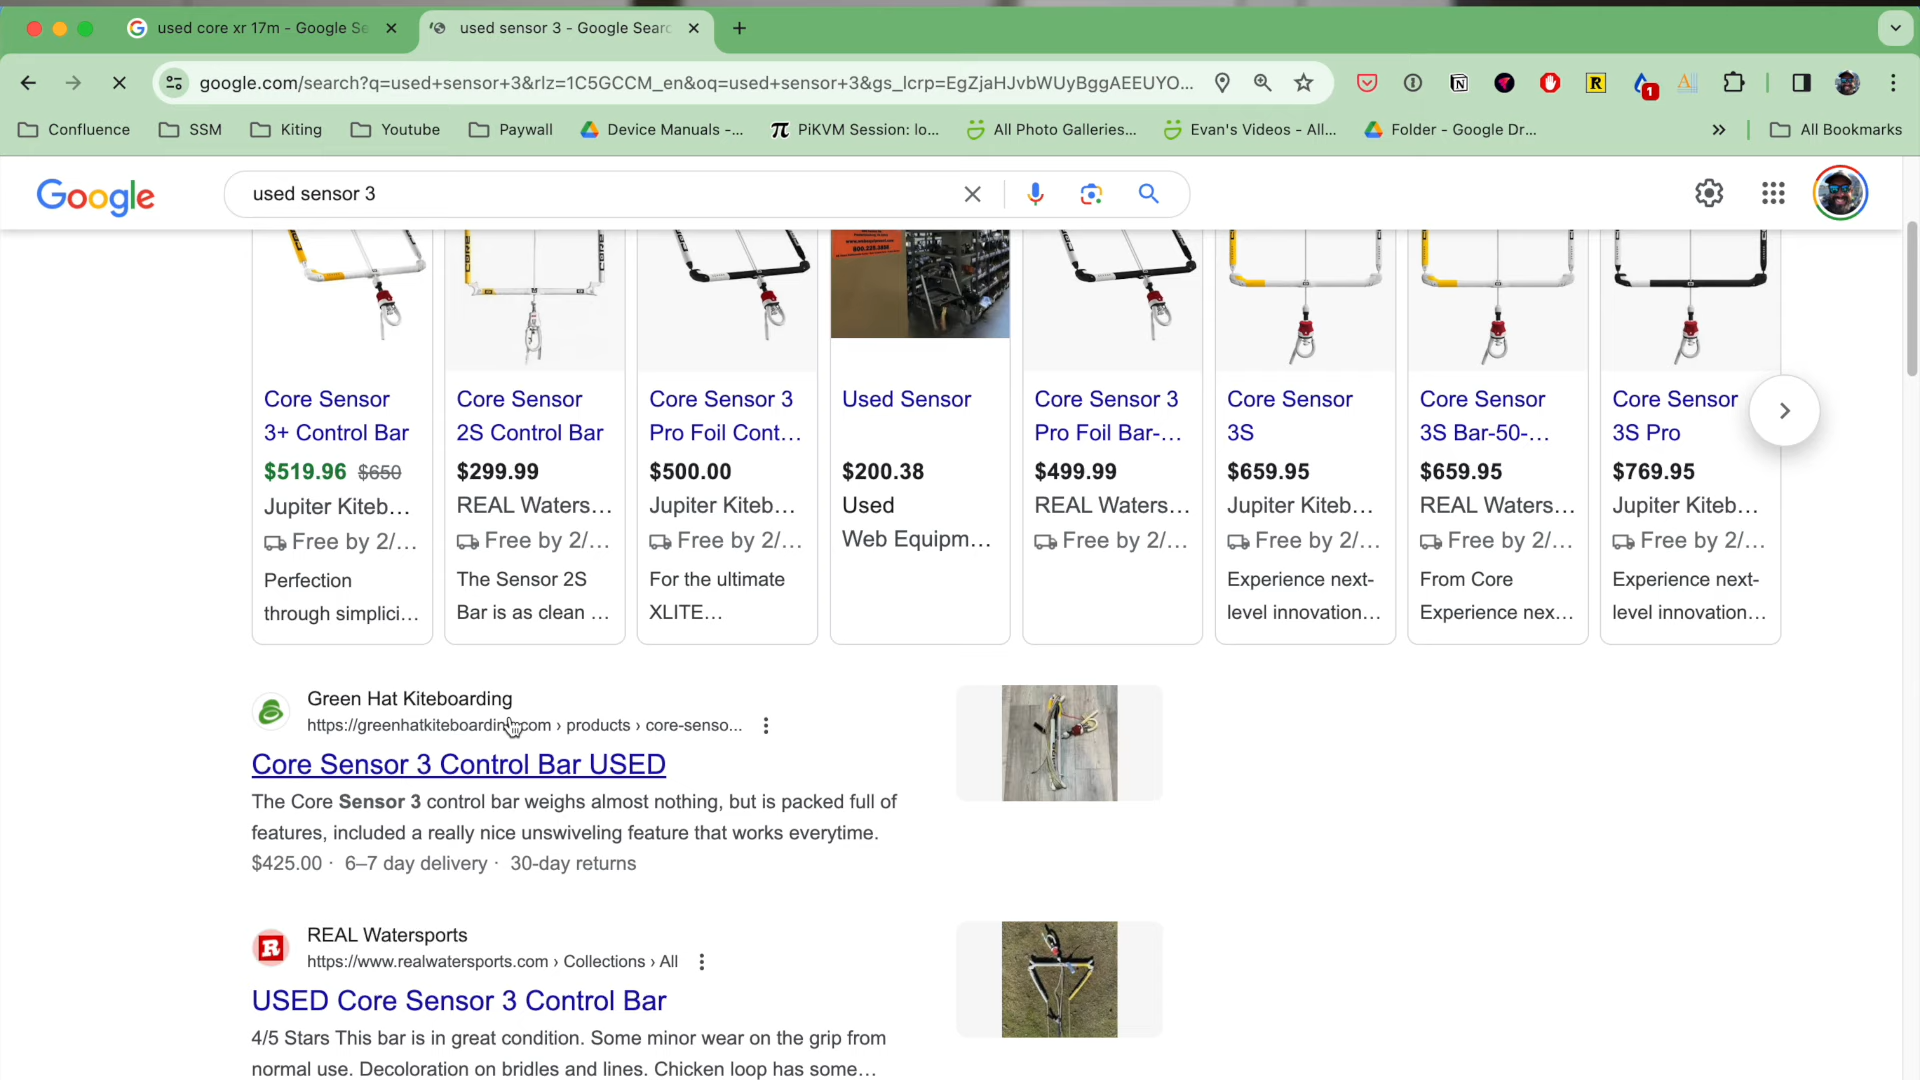 used core xr 17m - Google Se
used sensor 3 - Google Searc
google.com/search?q=used+sensor+3&rlz=1C5GCCM_en&oq=used+sensor+3&gs_lcrp=EgZjaHJvbWUyBggAEEUYO...
1
Confluence
SSM
Kiting
Youtube
Paywall
Device Manuals -...
PiKVM Session: lo...
All Photo Galleries...
Evan's Videos - All...
Folder - Google Dr...
All Bookmarks
Google
used sensor 3
800.225.3858
Core Sensor
3+ Control Bar
$519.96 $650
Jupiter Kiteb...
Free by 2/...
Perfection
through simplici...
Core Sensor
2S Control Bar
$299.99
REAL Waters...
Free by 2/...
The Sensor 2S
Bar is as clean ...
Core Sensor 3
Pro Foil Cont...
$500.00
Jupiter Kiteb...
Free by 2/...
For the ultimate
XLITE...
Used Sensor
$200.38
Used
Web Equipm...
Core Sensor 3
Pro Foil Bar-...
$499.99
REAL Waters...
Free by 2/...
Core Sensor
3S
$659.95
Jupiter Kiteb...
Free by 2/...
Experience next-
level innovation...
Core Sensor
3S Bar-50-...
$659.95
REAL Waters...
Free by 2/...
From Core
Experience nex...
Core Sensor
3S Pro
$769.95
Jupiter Kiteb...
Free by 2/...
Experience next-
level innovation...
Green Hat Kiteboarding
https://greenhatkiteboarding.com › products › core-senso...
Core Sensor 3 Control Bar USED
The Core Sensor 3 control bar weighs almost nothing, but is packed full of
features, included a really nice unswiveling feature that works everytime.
$425.00 · 6–7 day delivery · 30-day returns
REAL Watersports
https://www.realwatersports.com › Collections › All
USED Core Sensor 3 Control Bar
4/5 Stars This bar is in great condition. Some minor wear on the grip from
normal use. Decoloration on bridles and lines. Chicken loop has some...